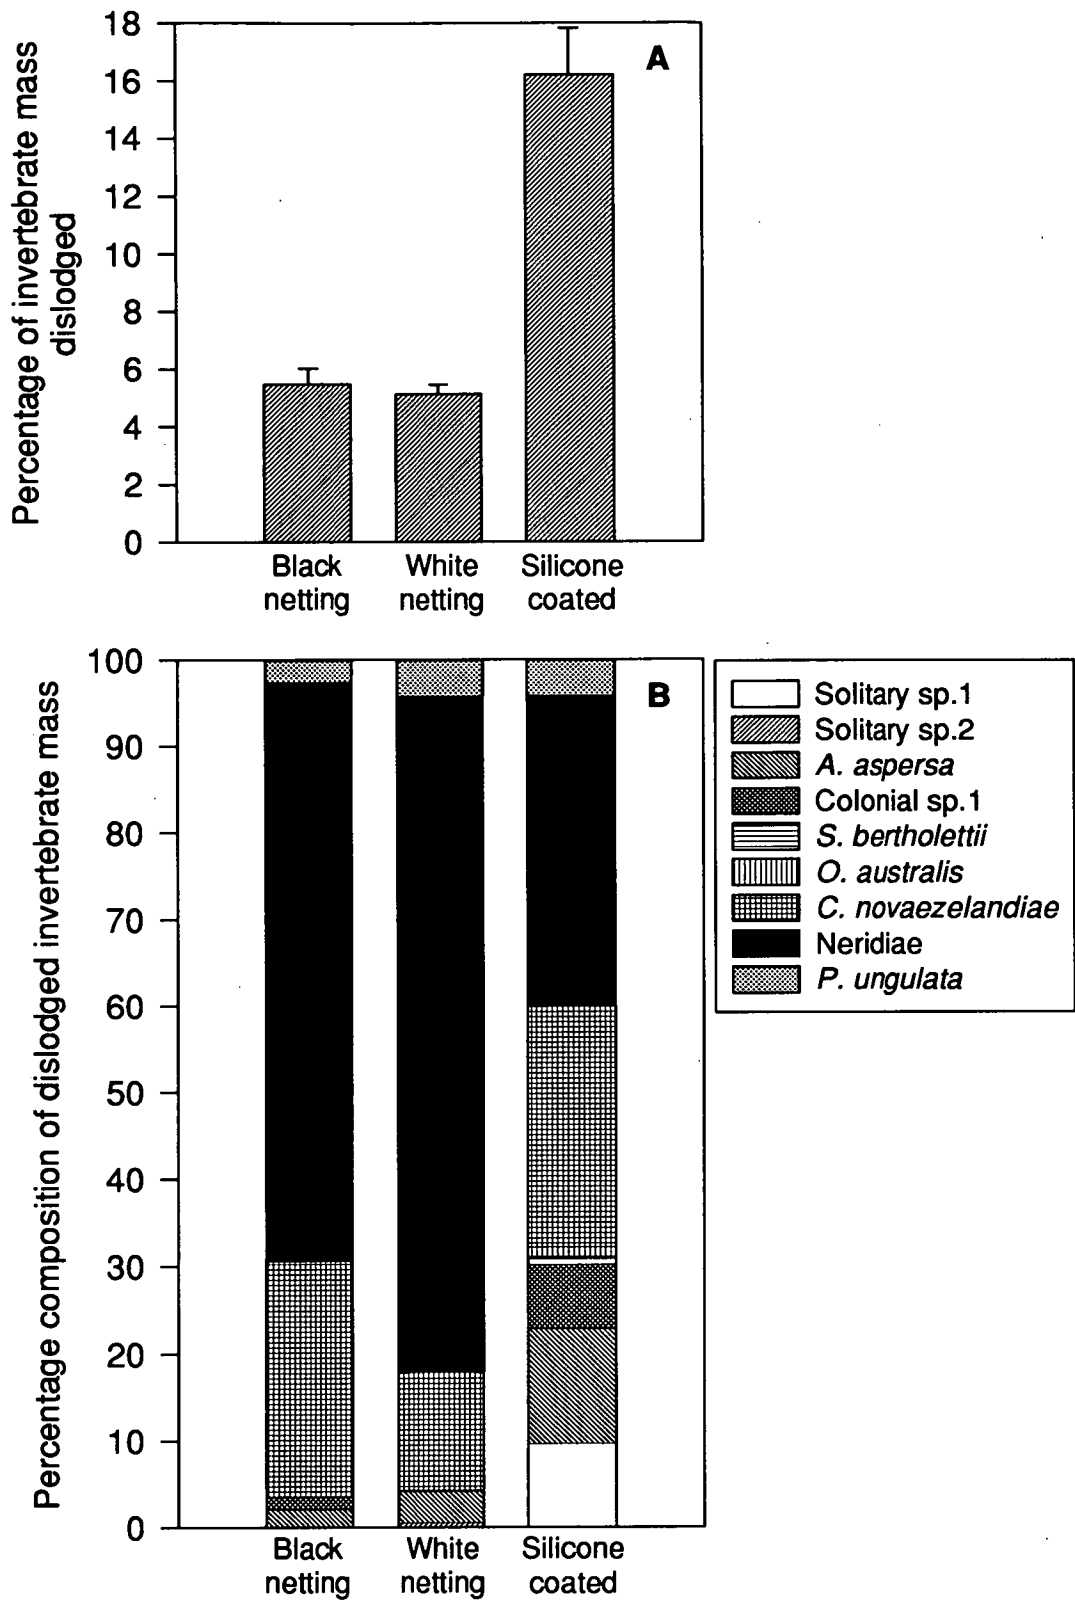 Percentage of invertebrate mass
dislodged
18
16
14
12
10
8
6
4
2
0
A
Black
netting
White
netting
Silicone
coated
Percentage composition of dislodged invertebrate mass
100
90
80
70
60
50
40
30
20
10
0
B
Black
netting
White
netting
Silicone
coated
Solitary sp.1
Solitary sp.2
A. aspersa
Colonial sp.1
S. bertholettii
O. australis
C. novaezelandiae
Neridiae
P. ungulata